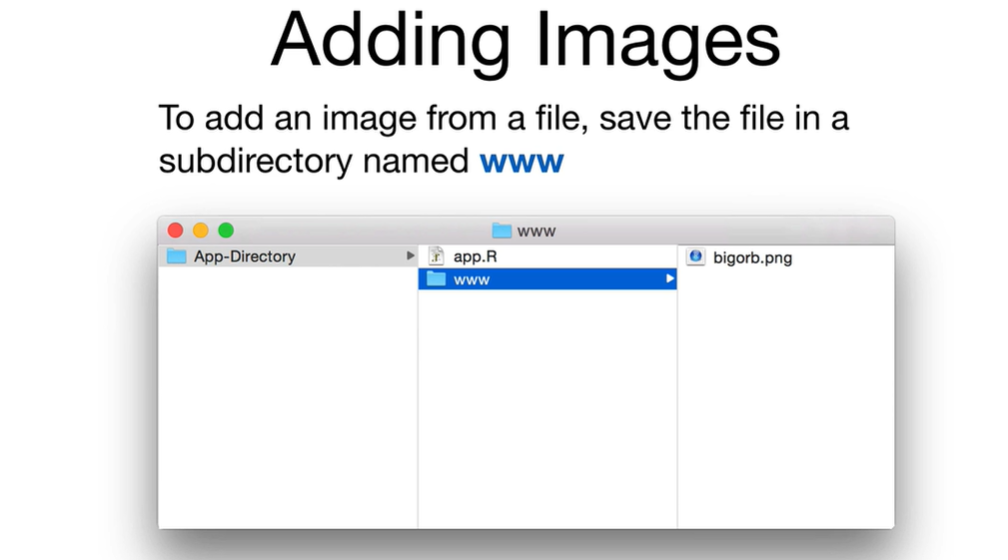 Adding Images
To add an image from a file, save the file in a
subdirectory named www
www
App-Directory
app.R
bigorb.png
www